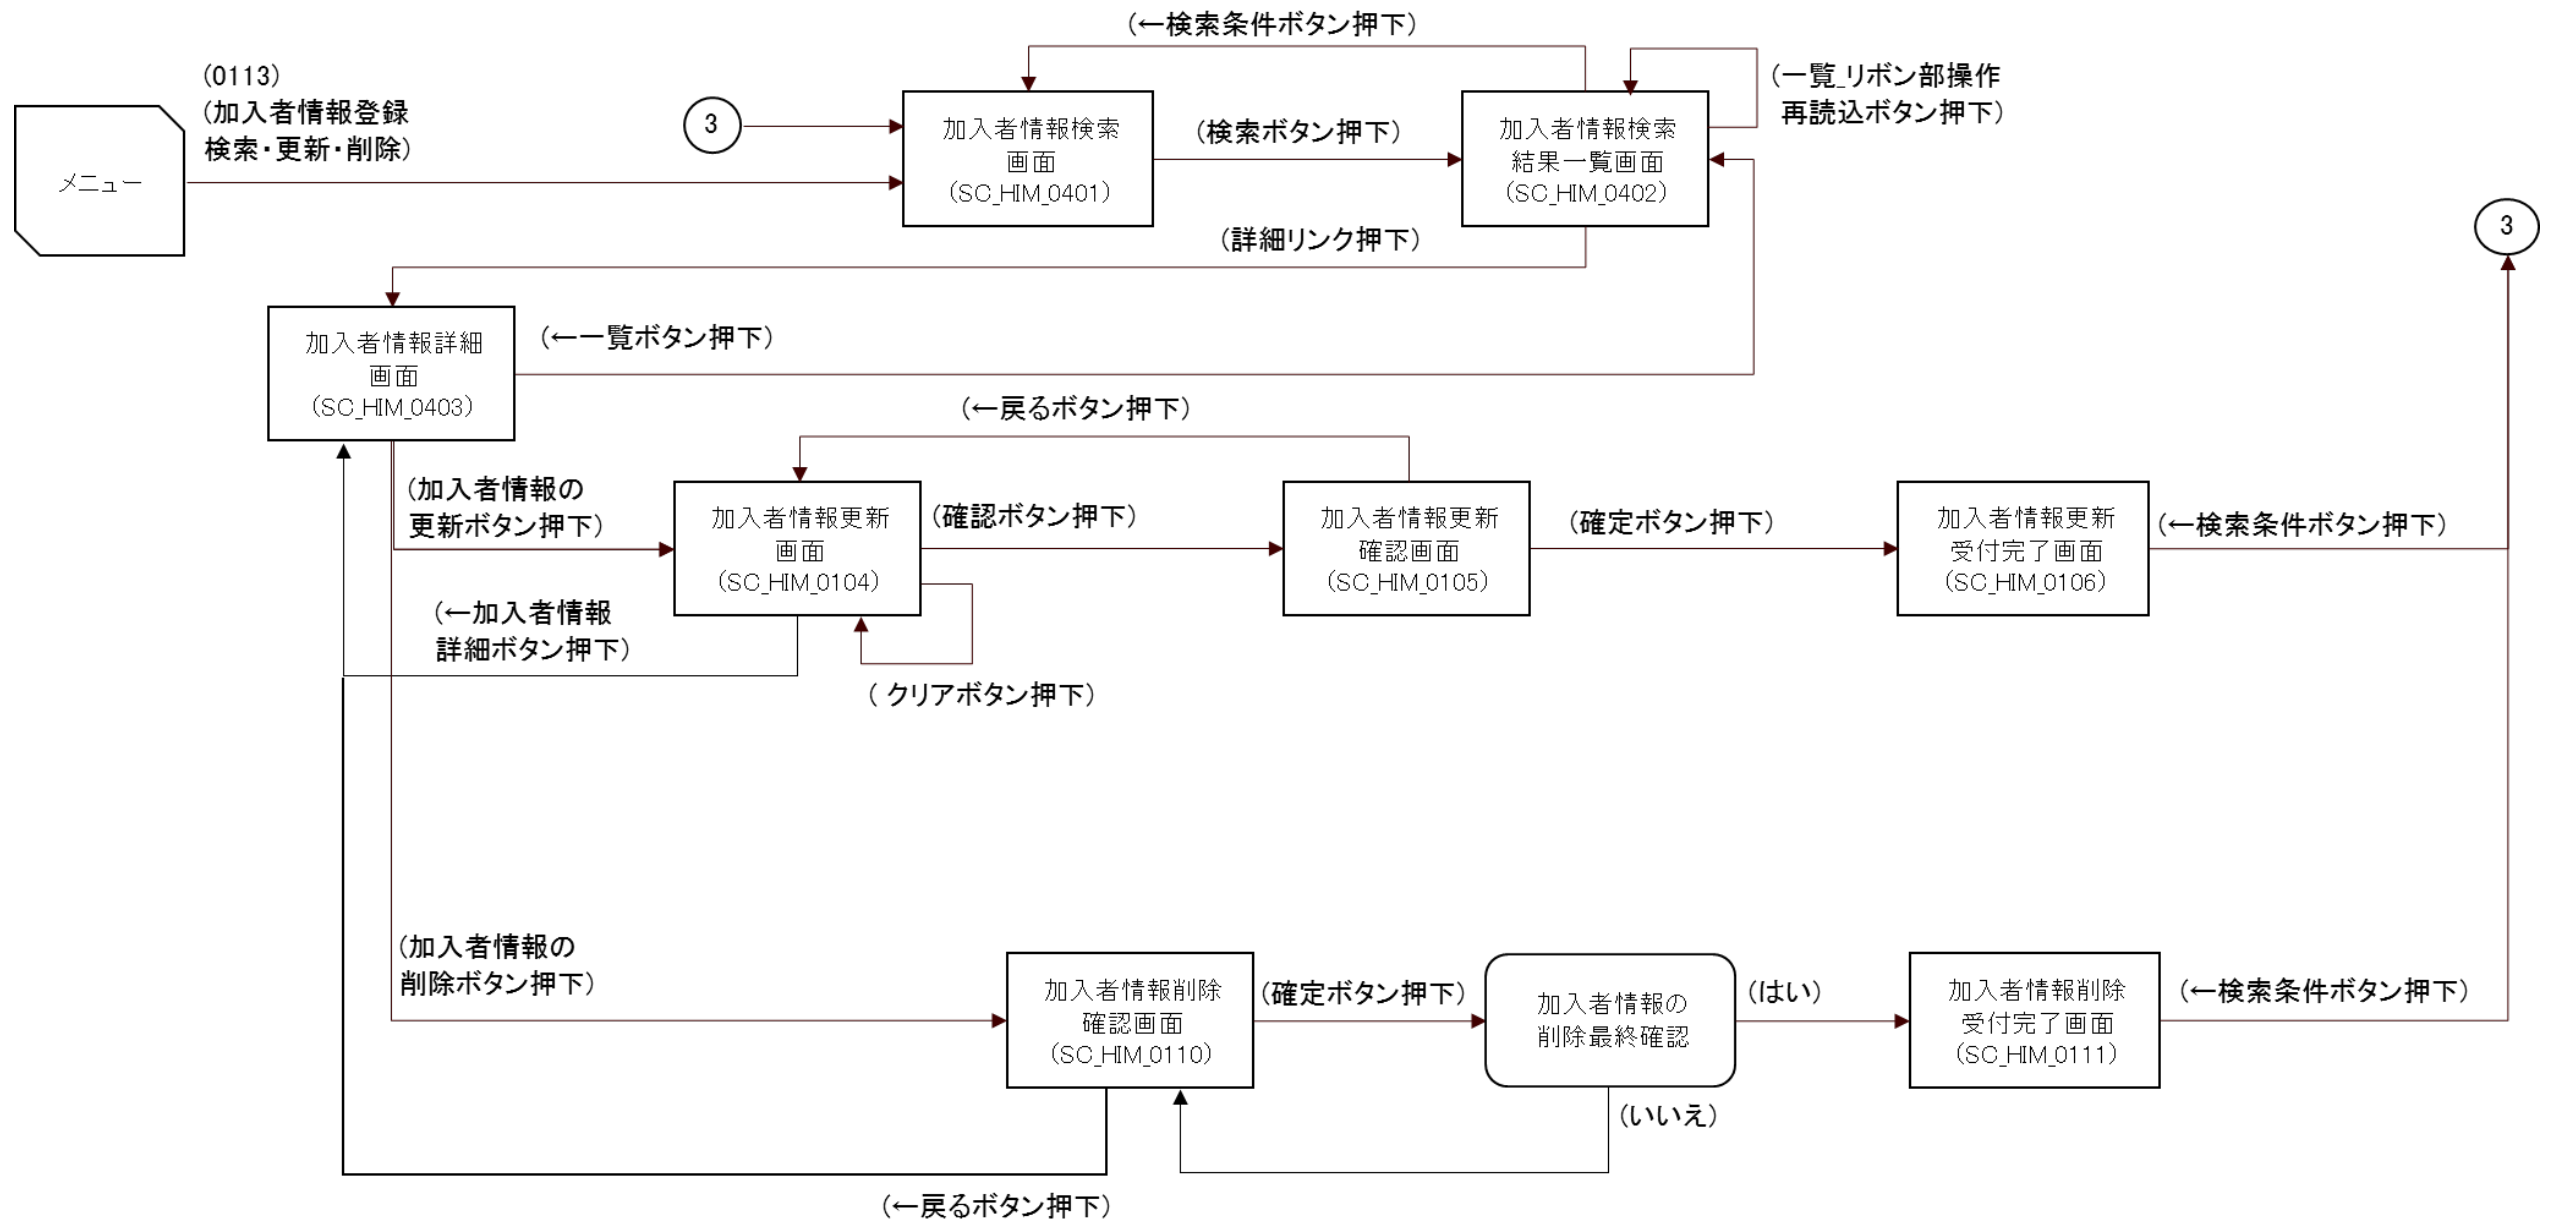 (←検索条件ボタン押下)
(0113)
(加入者情報登録
検索・更新・削除)
メニュー
3
加入者情報検索
画面
(SC_HIM_0401)
(検索ボタン押下)
加入者情報検索
結果一覧画面
(SC_HIM_0402)
(一覧_リボン部操作
再読込ボタン押下)
(詳細リンク押下)
3
加入者情報詳細
画面
(SC_HIM_0403)
(←一覧ボタン押下)
(←戻るボタン押下)
(加入者情報の
更新ボタン押下)
加入者情報更新
画面
(SC_HIM_0104)
(確認ボタン押下)
加入者情報更新
確認画面
(SC_HIM_0105)
(確定ボタン押下)
加入者情報更新
受付完了画面
(SC_HIM_0106)
(←検索条件ボタン押下)
(←加入者情報
詳細ボタン押下)
( クリアボタン押下)
(加入者情報の
削除ボタン押下)
加入者情報削除
確認画面
(SC_HIM_0110)
(確定ボタン押下)
加入者情報の
削除最終確認
(はい)
加入者情報削除
受付完了画面
(SC_HIM_0111)
(←検索条件ボタン押下)
(いいえ)
(←戻るボタン押下)